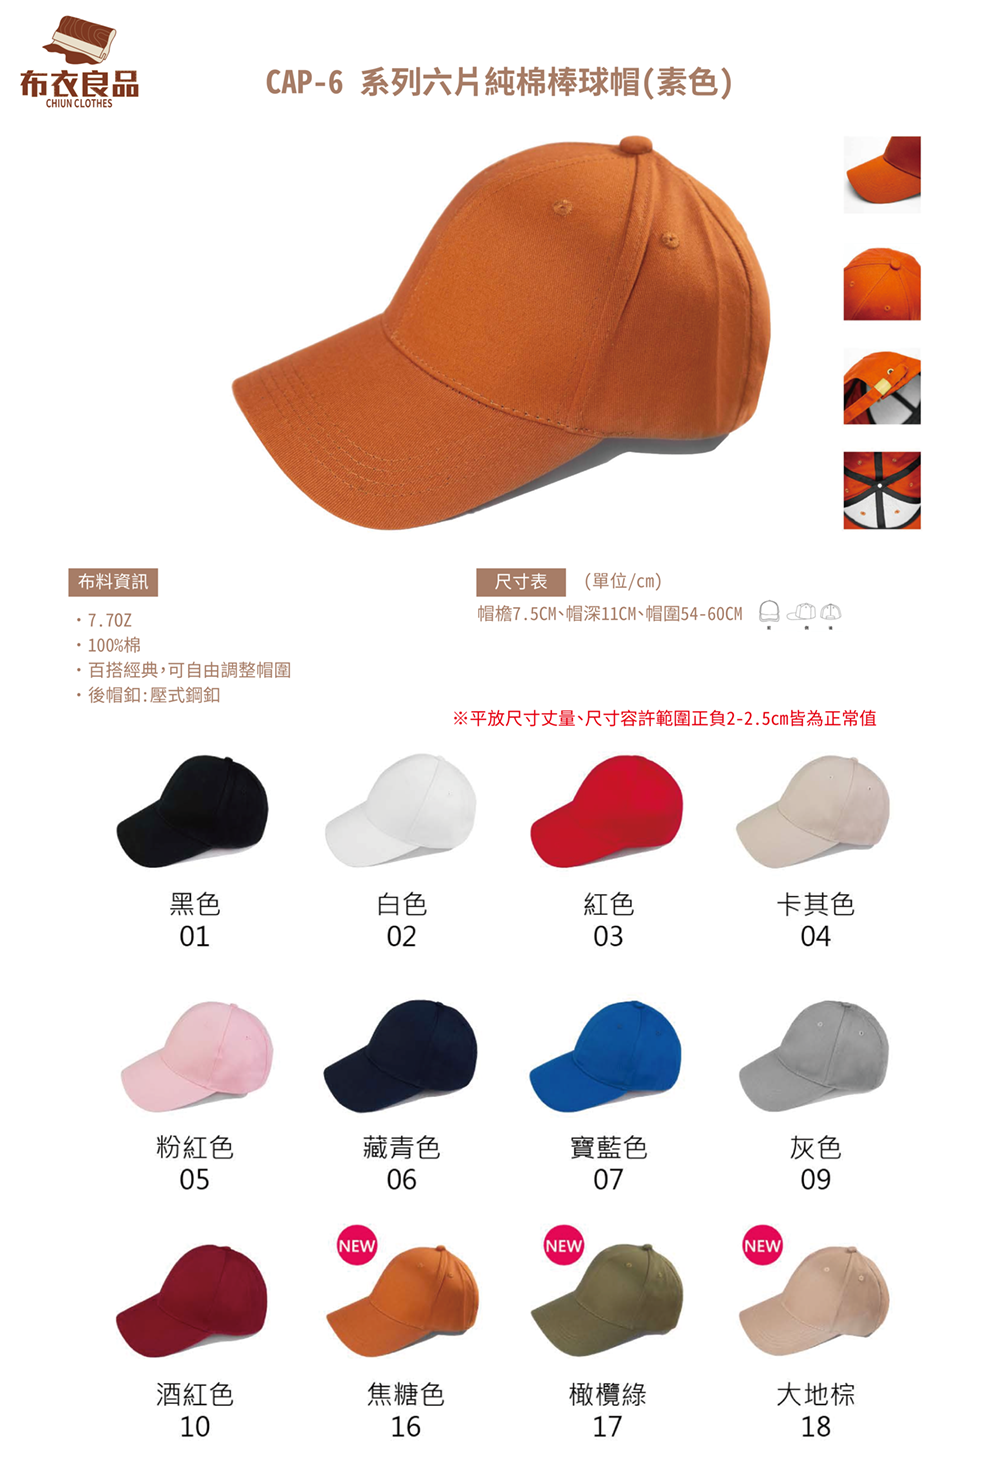 布衣良品
CHIUN CLOTHES
CAP-6 系列六片純棉棒球帽(素色)
布料資訊
・7.7OZ
・100%棉
・百搭經典,可自由調整帽圍
・後帽釦:壓式鋼釦
尺寸表 (單位/cm)
帽檐7.5CM、帽深11CM、帽圍54-60CM
※平放尺寸丈量、尺寸容許範圍正負2-2.5cm皆為正常值
黑色 白色 紅色 卡其色
01 02 03 04
粉紅色 藏青色 寶藍色 灰色
05 06 07 09
NEW NEW NEW
酒紅色 焦糖色 橄欖綠 大地棕
10 16 17 18